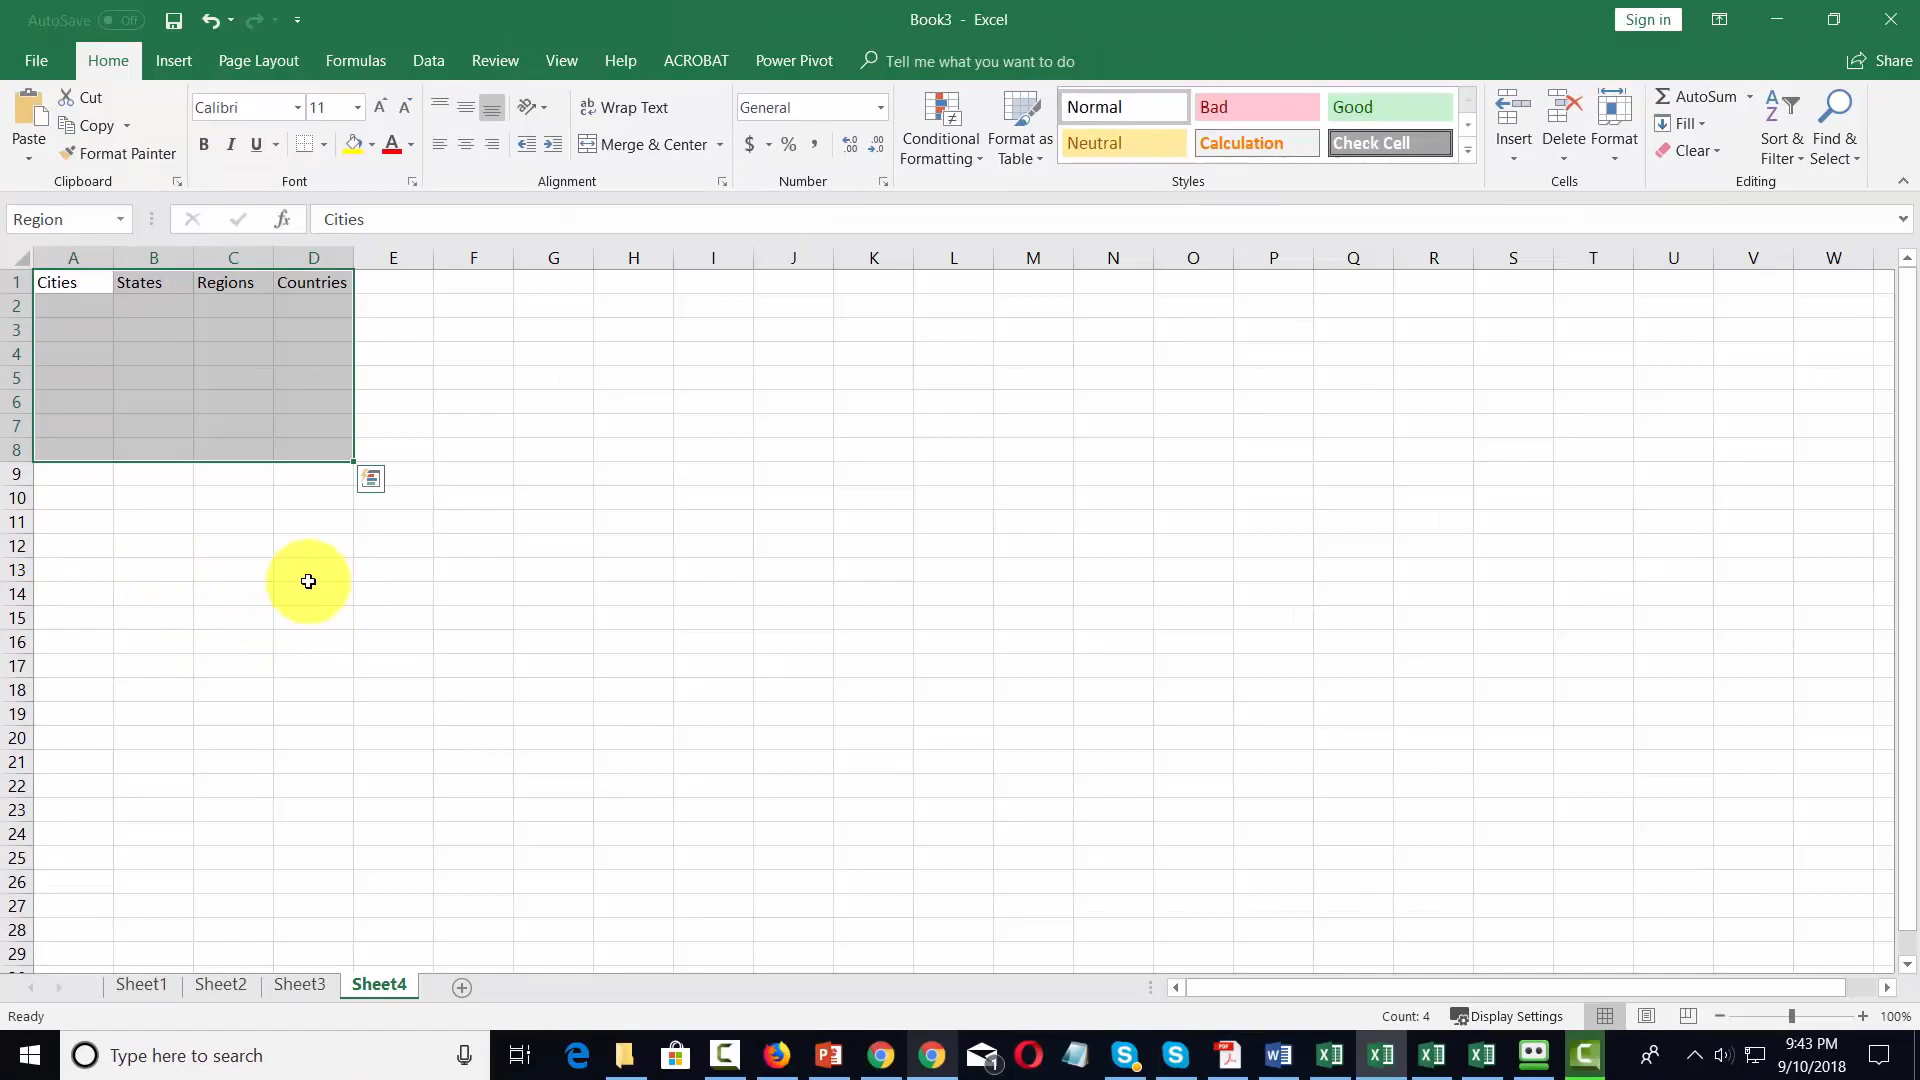 AutoSave Off
Book3 - Excel
Sign in
File Home Insert Page Layout Formulas Data Review View Help ACROBAT Power Pivot Tell me what you want to do Share
Paste
Cut
Copy
Format Painter
Clipboard
Calibri 11
B I U
Font
Wrap Text
Merge & Center
Alignment
General
$ % ,
Number
Conditional Formatting
Format as Table
Normal Bad Good
Neutral Calculation Check Cell
Styles
Insert Delete Format
Cells
AutoSum
Fill
Clear
Sort & Filter
Find & Select
Editing
Region fx Cities
A B C D E F G H I J K L M N O P Q R S T U V W
1 Cities States Regions Countries
2
3
4
5
6
7
8
9
10
11
12
13
14
15
16
17
18
19
20
21
22
23
24
25
26
27
28
29
Sheet1 Sheet2 Sheet3 Sheet4
Ready Count: 4 Display Settings 100%
Type here to search
9:43 PM
9/10/2018